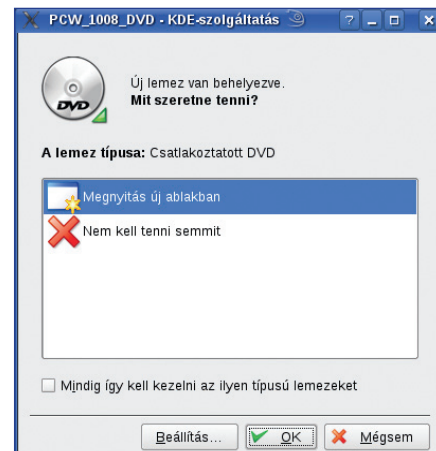 PCW_1008_DVD - KDE-szolgáltatás
Új lemez van behelyezve.
Mit szeretne tenni?
DVD
A lemez típusa: Csatlakoztatott DVD
Megnyitás új ablakban
Nem kell tenni semmit
Mindig így kell kezelni az ilyen típusú lemezeket
Beállítás... OK Mégsem